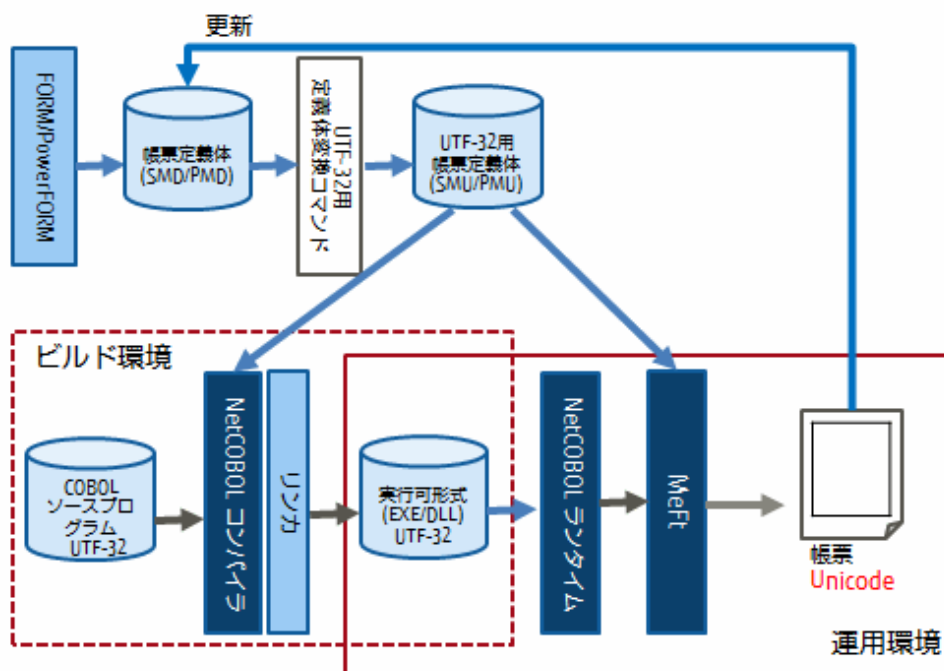 更新
FORM/PowerFORM
帳票定義体
(SMD/PMD)
UTF-32用
定義体変換コマンド
UTF-32用
帳票定義体
(SMU/PMU)
ビルド環境
COBOL
ソースプロ
グラム
UTF-32
NetCOBOL コンパイラ
リンカ
実行可形式
(EXE/DLL)
UTF-32
NetCOBOL ランタイム
MeFt
帳票
Unicode
運用環境